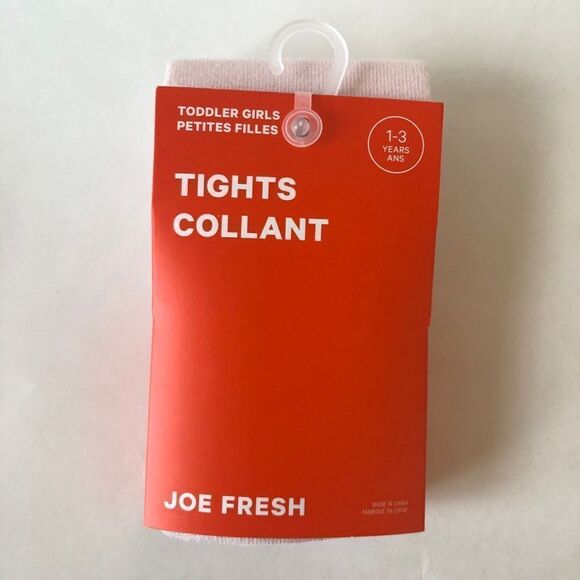 TODDLER GIRLS
PETITES FILLES
1-3
YEARS
ANS
TIGHTS
COLLANT
JOE FRESH
MADE IN CHINA
FABRIQUÉ EN CHINE